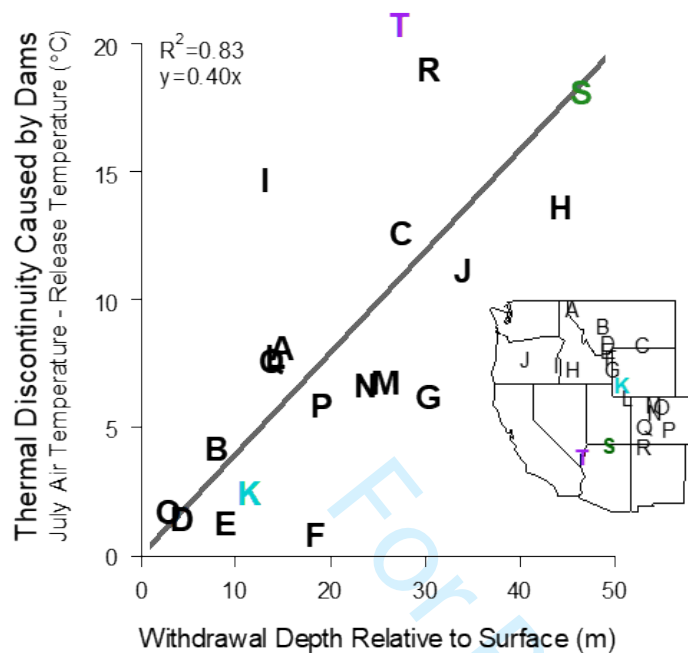 Thermal Discontinuity Caused by Dams
July Air Temperature - Release Temperature (°C)
R²=0.83
y=0.40x
20
15
10
5
0
T
R
S
I
H
C
J
A
L
Q
N
M
G
P
B
K
O
D
E
F
A
B
D
C
J
I
H
G
K
L
M
O
N
Q
P
S
R
T
0
10
20
30
40
50
Withdrawal Depth Relative to Surface (m)
For